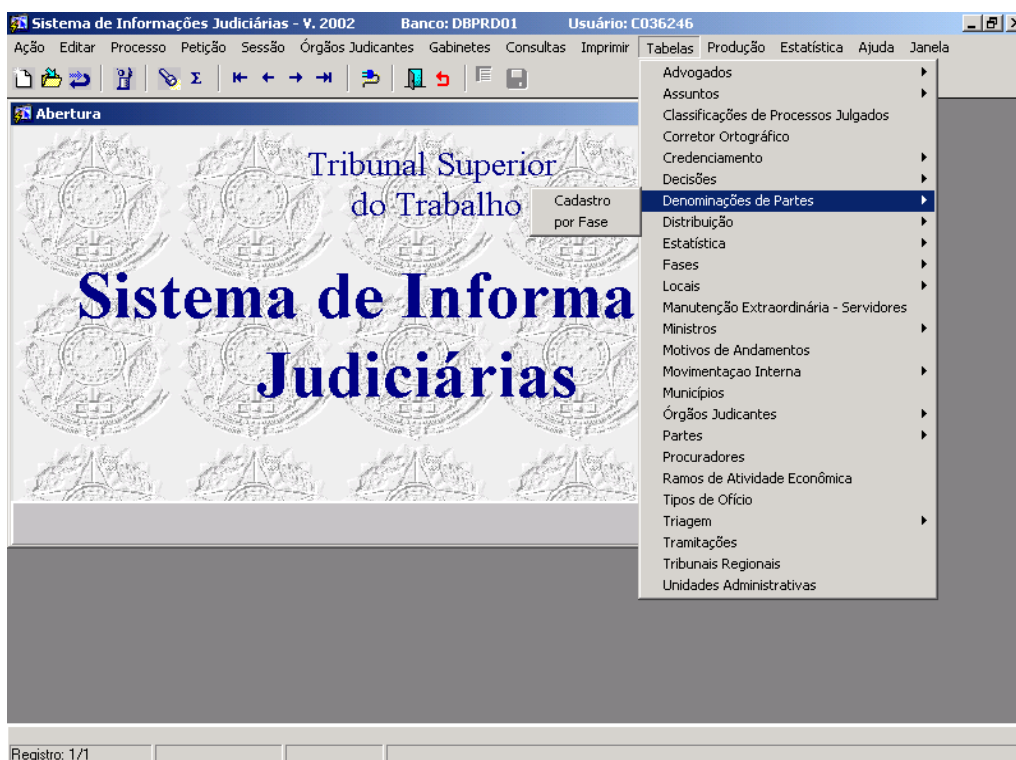 Sistema de Informações Judiciárias - V. 2002 Banco: DBPRD01 Usuário: C036246
Ação Editar Processo Petição Sessão Órgãos Judicantes Gabinetes Consultas Imprimir Tabelas Produção Estatística Ajuda Janela
Abertura
Tribunal Superior
do Trabalho
Sistema de Informa
Judiciárias
Cadastro
por Fase
Advogados
Assuntos
Classificações de Processos Julgados
Corretor Ortográfico
Credenciamento
Decisões
Denominações de Partes
Distribuição
Estatística
Fases
Locais
Manutenção Extraordinária - Servidores
Ministros
Motivos de Andamentos
Movimentaçao Interna
Municípios
Órgãos Judicantes
Partes
Procuradores
Ramos de Atividade Econômica
Tipos de Ofício
Triagem
Tramitações
Tribunais Regionais
Unidades Administrativas
Registro: 1/1